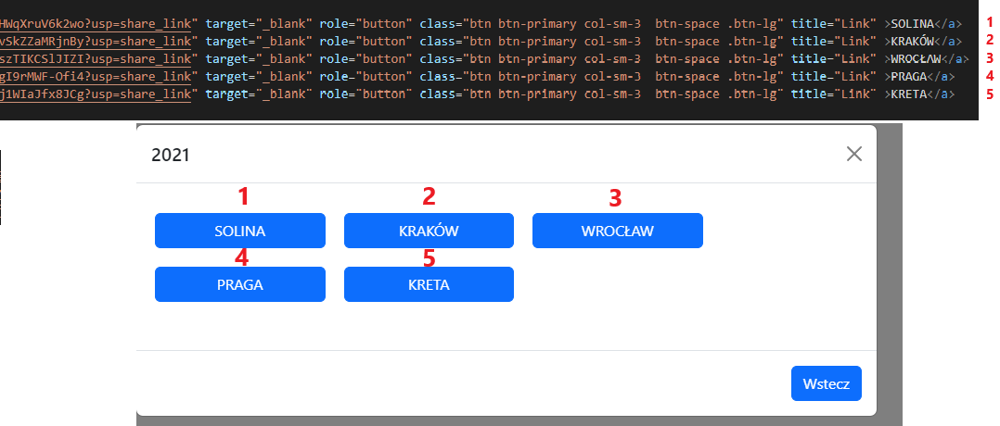 HWqXruV6k2wo?usp=share_link" target="_blank" role="button" class="btn btn-primary col-sm-3  btn-space .btn-lg" title="Link" >SOLINA</a> 1
vSkZZaMRjnBy?usp=share_link" target="_blank" role="button" class="btn btn-primary col-sm-3  btn-space .btn-lg" title="Link" >KRAKÓW</a> 2
szTIKCSlJIZI?usp=share_link" target="_blank" role="button" class="btn btn-primary col-sm-3  btn-space .btn-lg" title="Link" >WROCŁAW</a> 3
gI9rMWF-Ofi4?usp=share_link" target="_blank" role="button" class="btn btn-primary col-sm-3  btn-space .btn-lg" title="Link" >PRAGA</a> 4
j1WIaJfx8JCg?usp=share_link" target="_blank" role="button" class="btn btn-primary col-sm-3  btn-space .btn-lg" title="Link" >KRETA</a> 5
2021
1 2 3
SOLINA KRAKÓW WROCŁAW
4 5
PRAGA KRETA
Wstecz